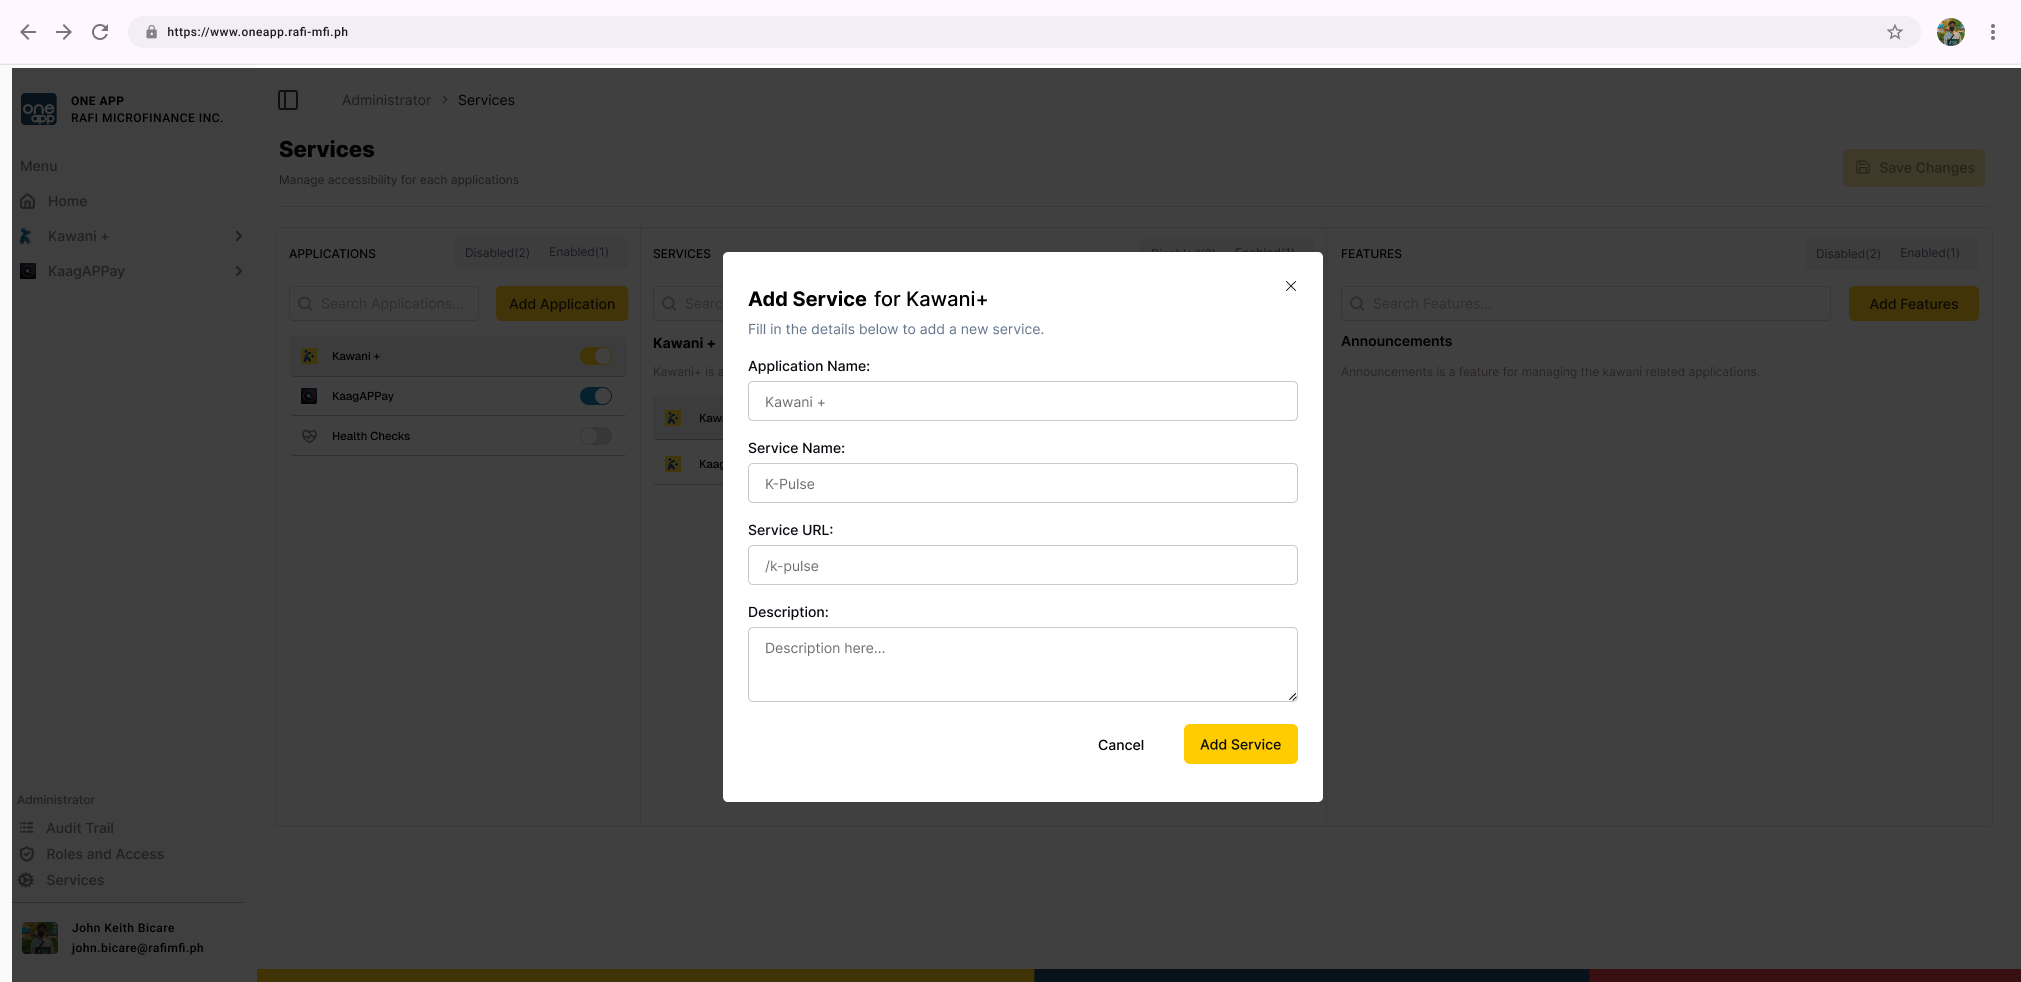 https://www.oneapp.rafi-mfi.ph
one app
ONE APP
RAFI MICROFINANCE INC.
Menu
Home
Kawani +
KaagAPPay
Administrator
Audit Trail
Roles and Access
Services
John Keith Bicare
john.bicare@rafimfi.ph
Administrator > Services
Services
Manage accessibility for each applications
Save Changes
APPLICATIONS
Disabled(2) Enabled(1)
Search Applications...
Add Application
Kawani +
KaagAPPay
Health Checks
SERVICES
Disabled(2) Enabled(1)
Searc
Kawani +
Kawani+ is a
Kawa
Kaag
FEATURES
Disabled(2) Enabled(1)
Search Features...
Add Features
Announcements
Announcements is a feature for managing the kawani related applications.
Add Service for Kawani+
Fill in the details below to add a new service.
Application Name:
Kawani +
Service Name:
K-Pulse
Service URL:
/k-pulse
Description:
Description here...
Cancel
Add Service